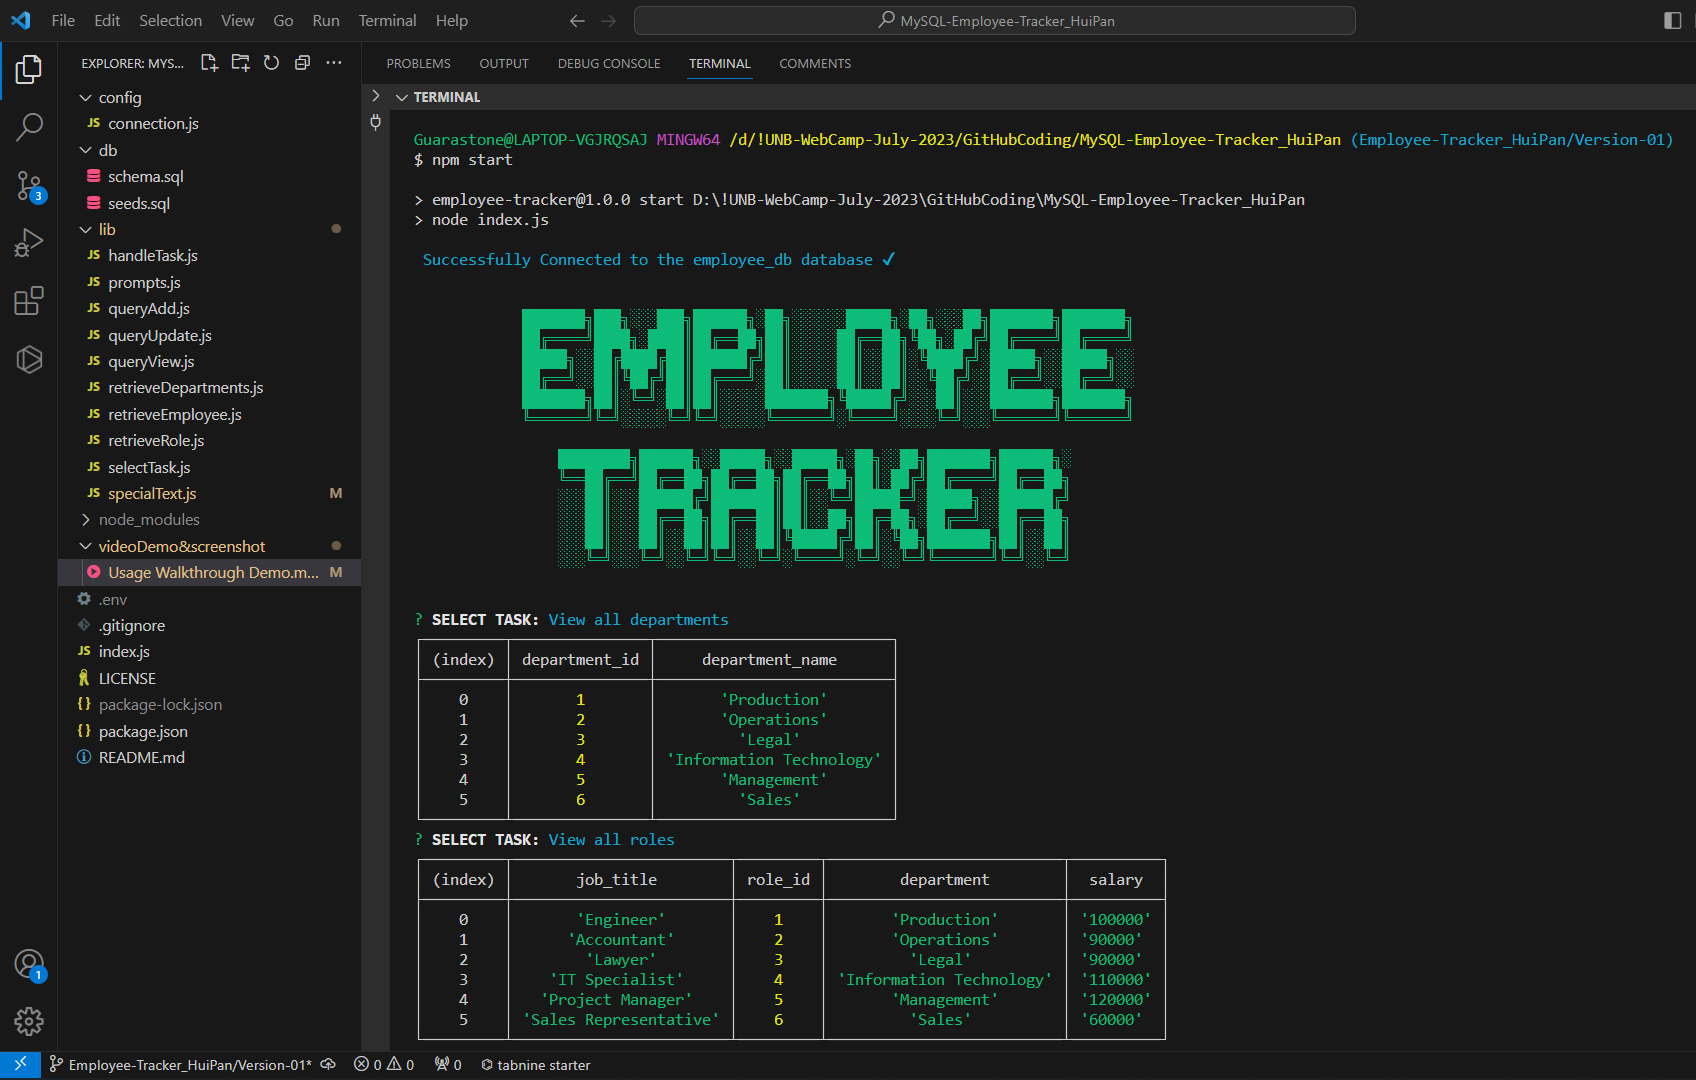 File Edit Selection View Go Run Terminal Help
MySQL-Employee-Tracker_HuiPan
EXPLORER: MYS...
config
JS connection.js
db
schema.sql
seeds.sql
lib
JS handleTask.js
JS prompts.js
JS queryAdd.js
JS queryUpdate.js
JS queryView.js
JS retrieveDepartments.js
JS retrieveEmployee.js
JS retrieveRole.js
JS selectTask.js
JS specialText.js M
node_modules
videoDemo&screenshot
Usage Walkthrough Demo.m... M
.env
.gitignore
JS index.js
LICENSE
{} package-lock.json
{} package.json
README.md
3
1
PROBLEMS OUTPUT DEBUG CONSOLE TERMINAL COMMENTS
TERMINAL
Guarastone@LAPTOP-VGJRQSAJ MINGW64 /d/!UNB-WebCamp-July-2023/GitHubCoding/MySQL-Employee-Tracker_HuiPan (Employee-Tracker_HuiPan/Version-01)
$ npm start
> employee-tracker@1.0.0 start D:\!UNB-WebCamp-July-2023\GitHubCoding\MySQL-Employee-Tracker_HuiPan
> node index.js
Successfully Connected to the employee_db database ✔
EMPLOYEE
TRACKER
? SELECT TASK: View all departments
(index) department_id department_name
0 1 'Production'
1 2 'Operations'
2 3 'Legal'
3 4 'Information Technology'
4 5 'Management'
5 6 'Sales'
? SELECT TASK: View all roles
(index) job_title role_id department salary
0 'Engineer' 1 'Production' '100000'
1 'Accountant' 2 'Operations' '90000'
2 'Lawyer' 3 'Legal' '90000'
3 'IT Specialist' 4 'Information Technology' '110000'
4 'Project Manager' 5 'Management' '120000'
5 'Sales Representative' 6 'Sales' '60000'
Employee-Tracker_HuiPan/Version-01* 0 0 0 tabnine starter